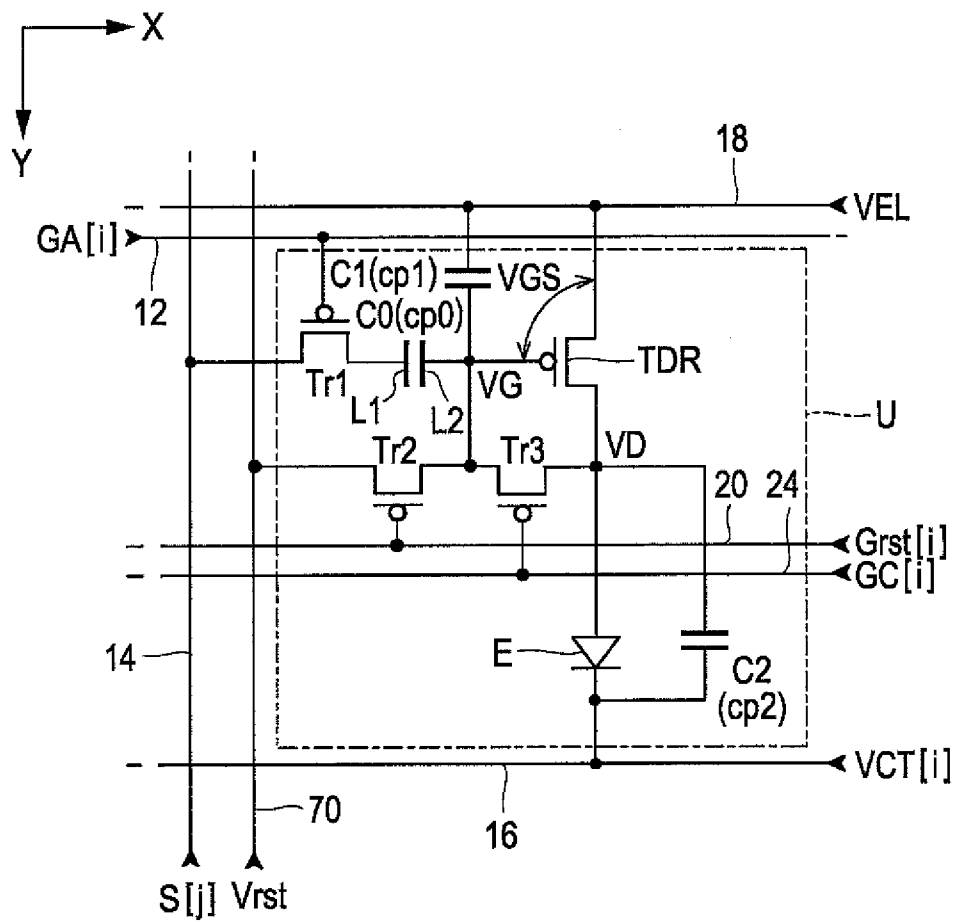 X
Y
18
VEL
GA[i]
12
C1(cp1)
VGS
C0(cp0)
TDR
Tr1
VG
L1
L2
U
Tr2
Tr3
VD
20
24
Grst[i]
GC[i]
14
E
C2
(cp2)
VCT[i]
70
16
S[j]
Vrst